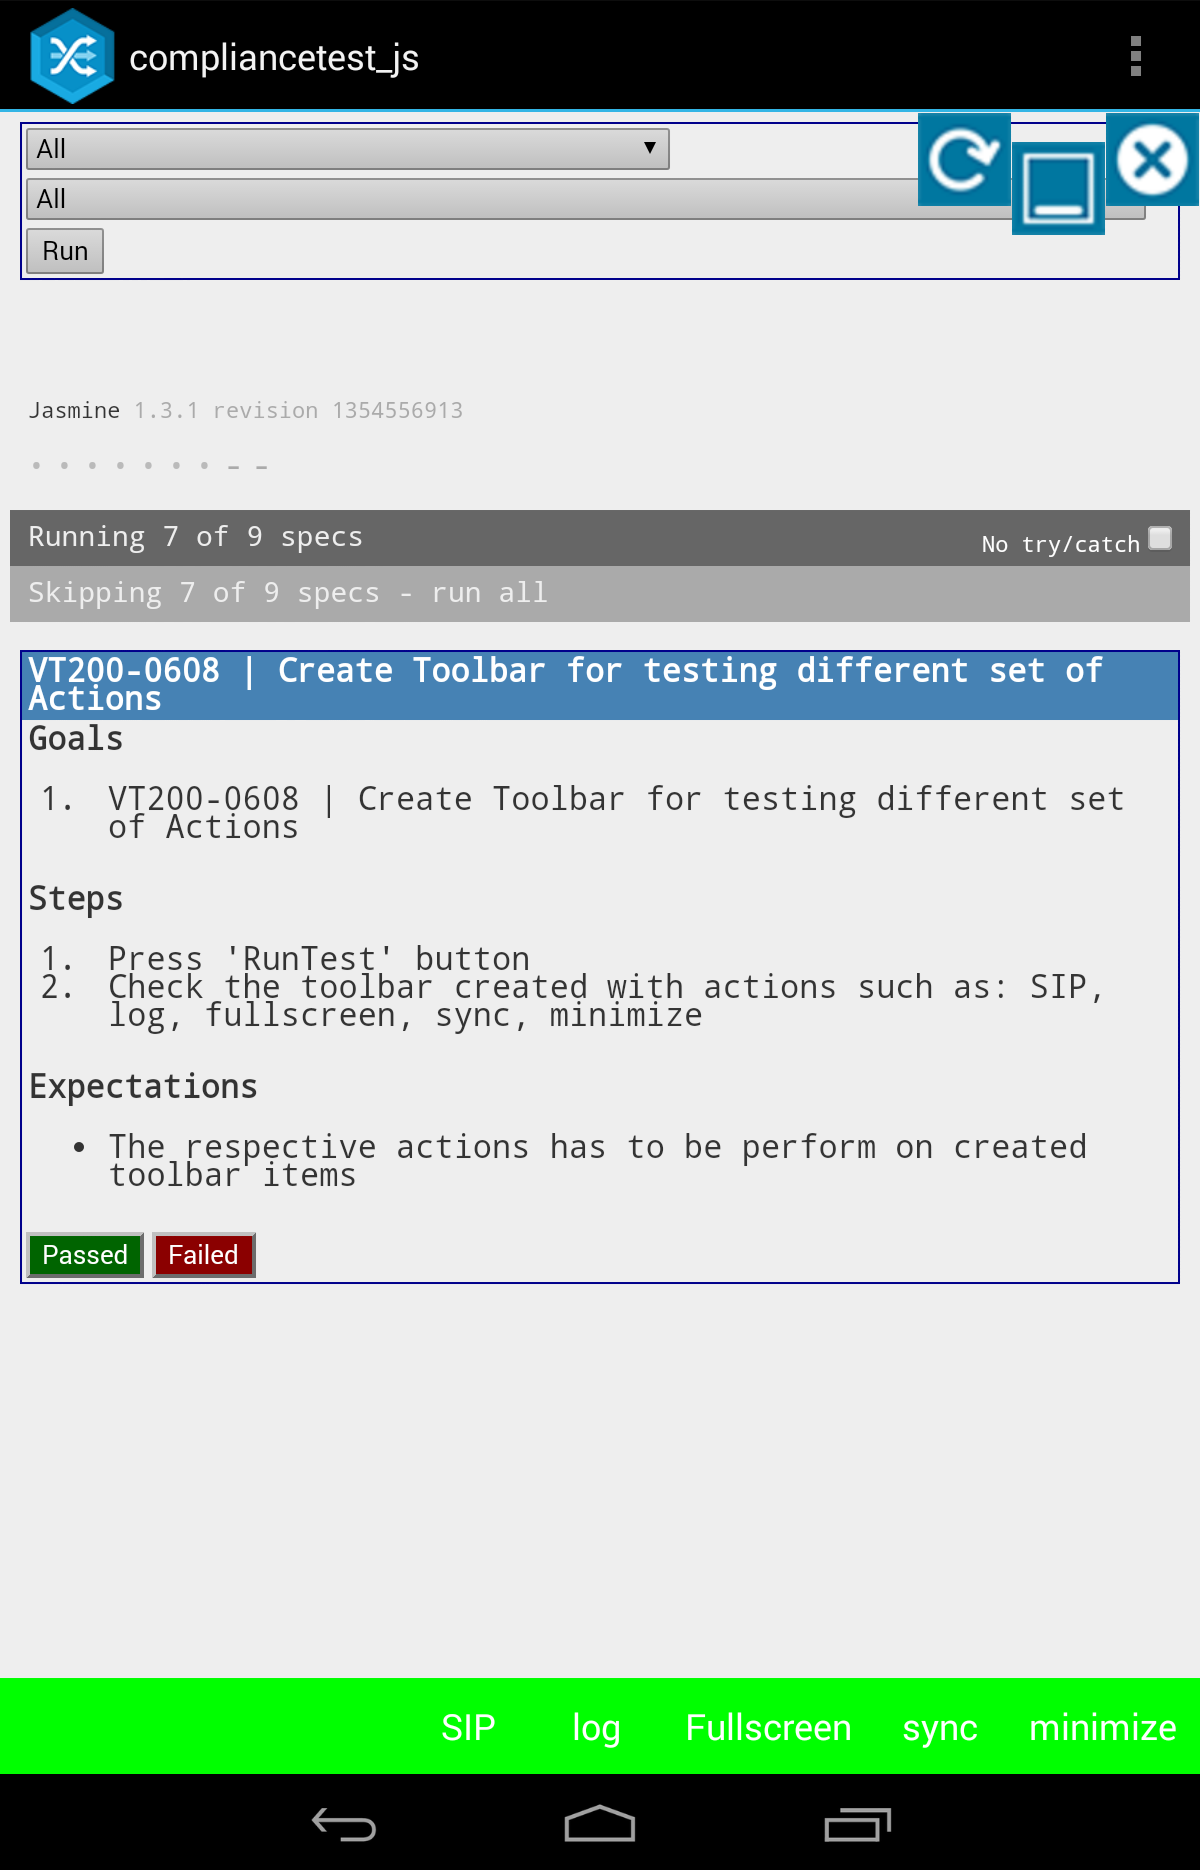 compliancetest_js
All
All
Run
Jasmine 1.3.1 revision 1354556913
• • • • • • • – –
Running 7 of 9 specs
No try/catch
Skipping 7 of 9 specs - run all
VT200-0608 | Create Toolbar for testing different set of
Actions
Goals
1. VT200-0608 | Create Toolbar for testing different set
of Actions
Steps
1. Press 'RunTest' button
2. Check the toolbar created with actions such as: SIP,
log, fullscreen, sync, minimize
Expectations
• The respective actions has to be perform on created
toolbar items
Passed Failed
SIP log Fullscreen sync minimize